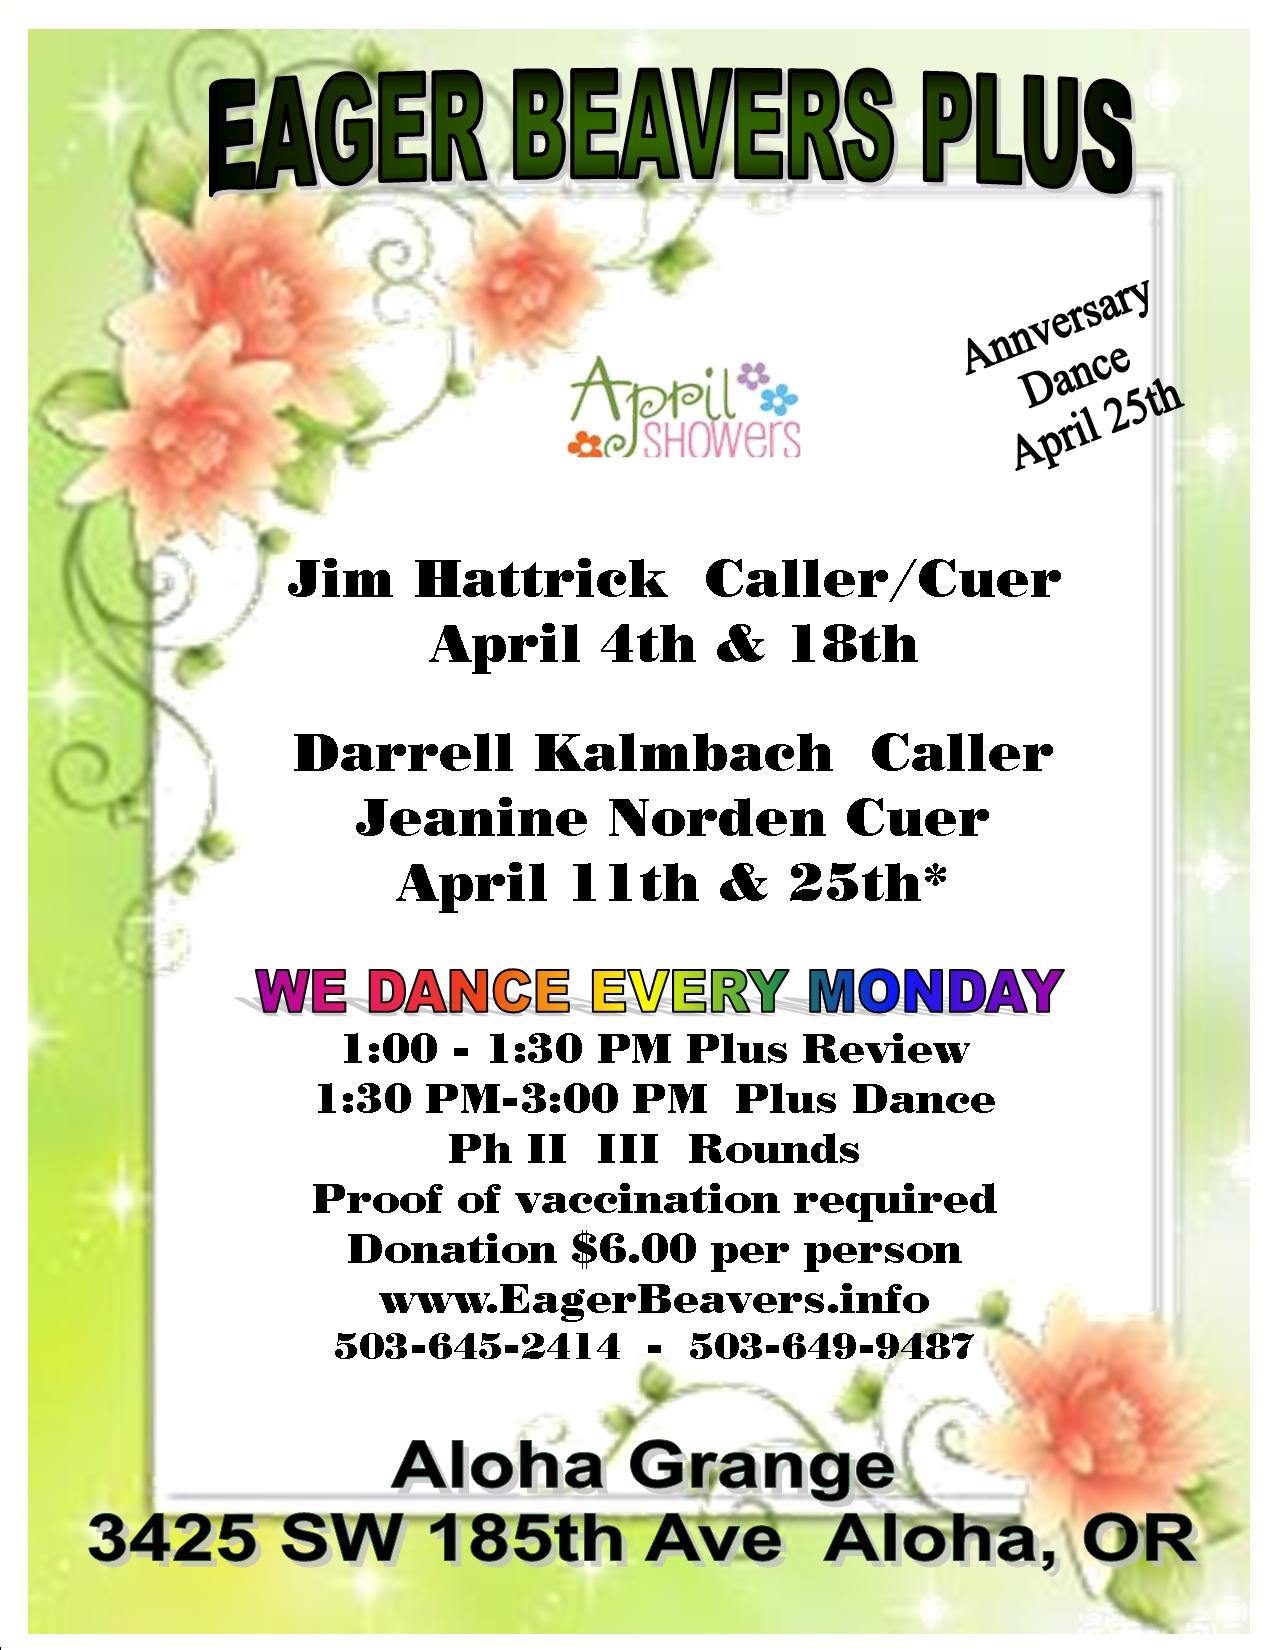 EAGER BEAVERS PLUS
Annversary
Dance
April 25th
April
SHOWERS
Jim Hattrick  Caller/Cuer
April 4th & 18th
Darrell Kalmbach  Caller
Jeanine Norden Cuer
April 11th & 25th*
WE DANCE EVERY MONDAY
1:00 - 1:30 PM Plus Review
1:30 PM-3:00 PM  Plus Dance
Ph II  III  Rounds
Proof of vaccination required
Donation $6.00 per person
www.EagerBeavers.info
503-645-2414  -  503-649-9487
Aloha Grange
3425 SW 185th Ave  Aloha, OR